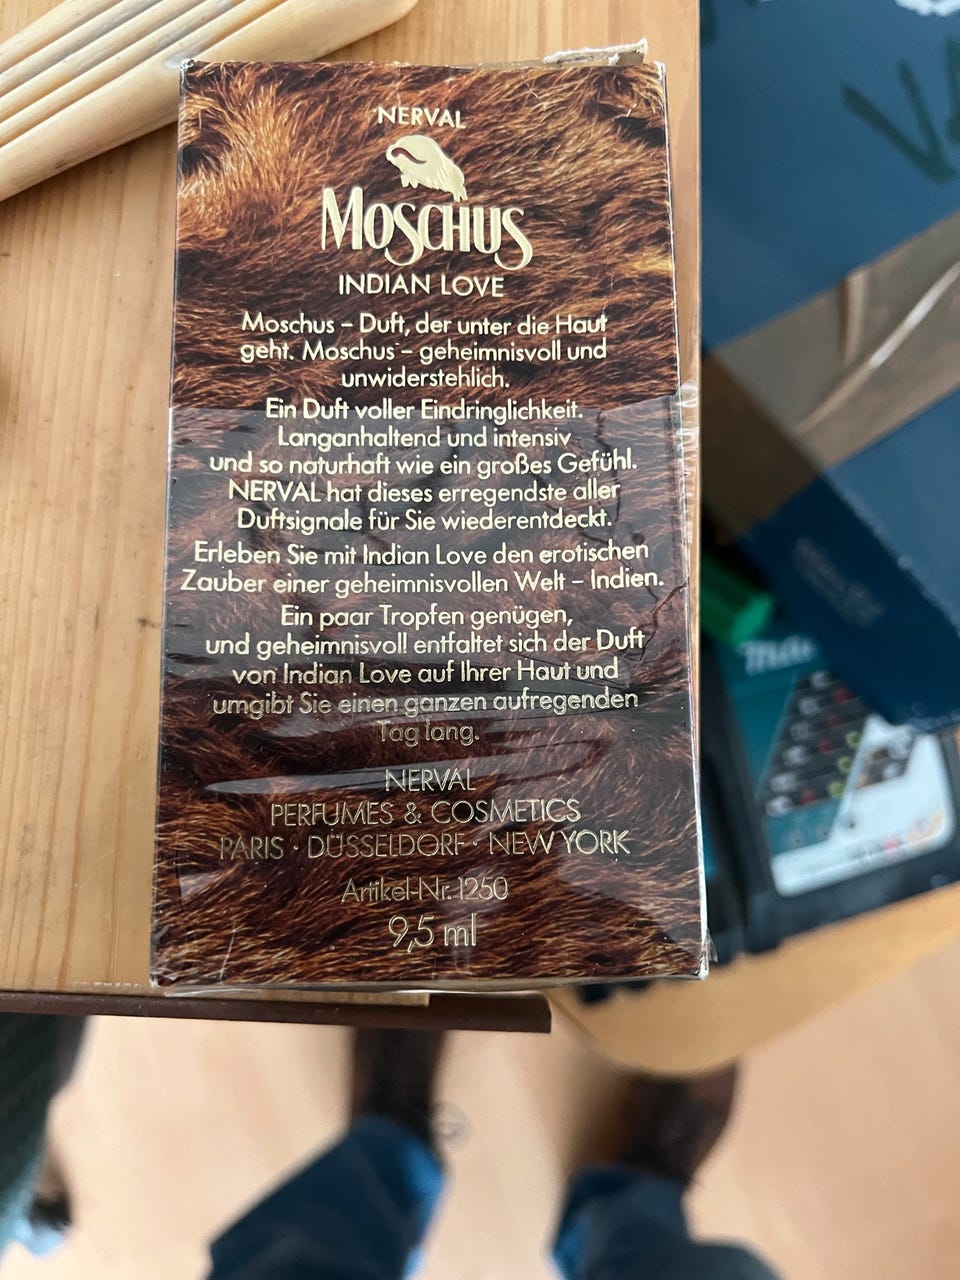 NERVAL
MOSCHUS
INDIAN LOVE
Moschus – Duft, der unter die Haut
geht. Moschus – geheimnisvoll und
unwiderstehlich.
Ein Duft voller Eindringlichkeit.
Langanhaltend und intensiv
und so naturhaft wie ein großes Gefühl.
NERVAL hat dieses erregendste aller
Duftsignale für Sie wiederentdeckt.
Erleben Sie mit Indian Love den erotischen
Zauber einer geheimnisvollen Welt – Indien.
Ein paar Tropfen genügen,
und geheimnisvoll entfaltet sich der Duft
von Indian Love auf Ihrer Haut und
umgibt Sie einen ganzen aufregenden
Tag lang.
NERVAL
PERFUMES & COSMETICS
PARIS · DÜSSELDORF · NEW YORK
Artikel-Nr. 1250
9,5 ml